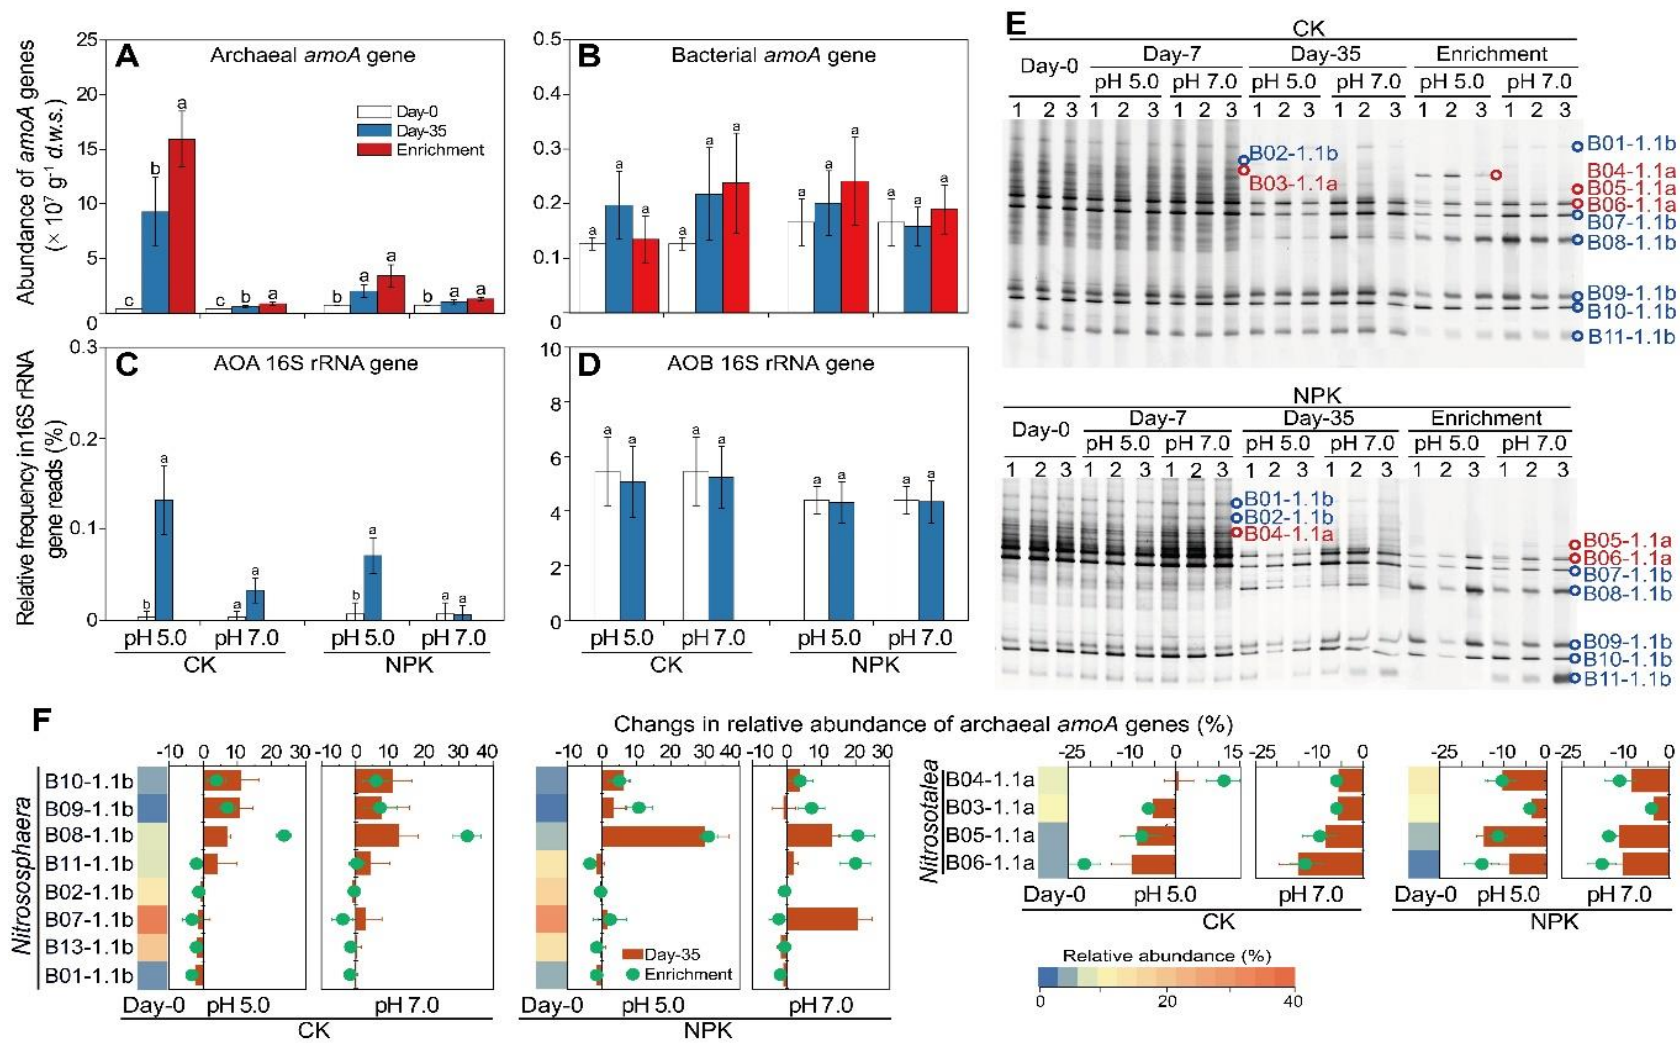 A
Archaeal amoA gene
Abundance of amoA genes
(× 10⁷ g⁻¹ d.w.s.)
25
20
15
10
5
0
Day-0
Day-35
Enrichment
c
b
a
c
b
a
b
a
a
b
a
a
B
Bacterial amoA gene
0.5
0.4
0.3
0.2
0.1
0
a
a
a
a
a
a
a
a
a
a
a
a
C
AOA 16S rRNA gene
Relative frequency in16S rRNA
gene reads (%)
0.3
0.2
0.1
0
b
a
a
a
b
a
a
a
pH 5.0 pH 7.0 pH 5.0 pH 7.0
CK NPK
D
AOB 16S rRNA gene
10
8
6
4
2
0
a
a
a
a
a
a
a
a
pH 5.0 pH 7.0 pH 5.0 pH 7.0
CK NPK
E
CK
Day-0 Day-7 Day-35 Enrichment
pH 5.0 pH 7.0 pH 5.0 pH 7.0 pH 5.0 pH 7.0
1 2 3 1 2 3 1 2 3 1 2 3 1 2 3 1 2 3 1 2 3
B02-1.1b
B03-1.1a
B01-1.1b
B04-1.1a
B05-1.1a
B06-1.1a
B07-1.1b
B08-1.1b
B09-1.1b
B10-1.1b
B11-1.1b
NPK
Day-0 Day-7 Day-35 Enrichment
pH 5.0 pH 7.0 pH 5.0 pH 7.0 pH 5.0 pH 7.0
1 2 3 1 2 3 1 2 3 1 2 3 1 2 3 1 2 3 1 2 3
B01-1.1b
B02-1.1b
B04-1.1a
B05-1.1a
B06-1.1a
B07-1.1b
B08-1.1b
B09-1.1b
B10-1.1b
B11-1.1b
F
Changs in relative abundance of archaeal amoA genes (%)
-10 0 10 20 30 -10 0 10 20 30 40
-10 0 10 20 30 40 -10 0 10 20 30
-25 -10 0 15 -25 -10 0
-25 -10 0 -25 -10 0
Nitrososphaera
B10-1.1b
B09-1.1b
B08-1.1b
B11-1.1b
B02-1.1b
B07-1.1b
B13-1.1b
B01-1.1b
Day-35
Enrichment
Day-0 pH 5.0 pH 7.0
CK
Day-0 pH 5.0 pH 7.0
NPK
Nitrosotalea
B04-1.1a
B03-1.1a
B05-1.1a
B06-1.1a
Day-0 pH 5.0 pH 7.0
CK
Day-0 pH 5.0 pH 7.0
NPK
Relative abundance (%)
0 20 40